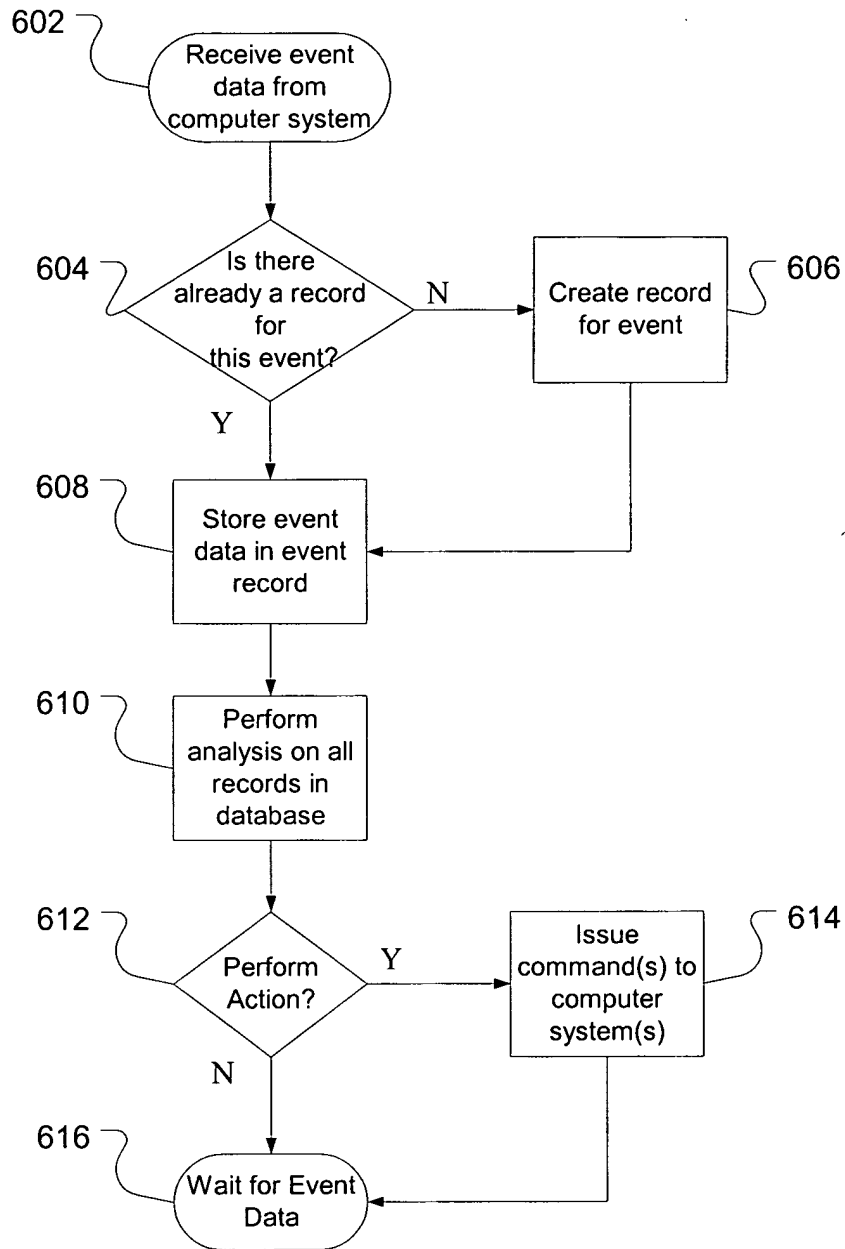 602
Receive event
data from
computer system
604
Is there
already a record
for
this event?
N
Create record
for event
606
Y
608
Store event
data in event
record
610
Perform
analysis on all
records in
database
612
Perform
Action?
Y
Issue
command(s) to
computer
system(s)
614
N
616
Wait for Event
Data